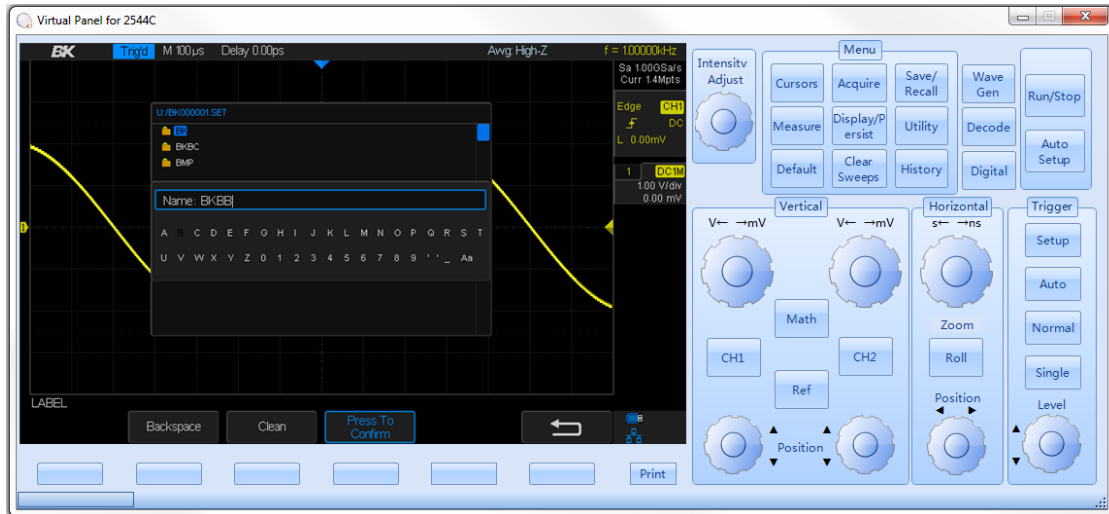 Virtual Panel for 2544C
BK Trig'd M 100μs Delay 0.00ps Awg: High-Z f = 1.00000kHz
Sa 1.00GSa/s
Curr 1.4Mpts
Edge CH1
DC
L 0.00mV
1 DC1M
1.00 V/div
0.00 mV
U:/BK000001.SET
BK
BKBC
BMP
Name: BKBB
A B C D E F G H I J K L M N O P Q R S T
U V W X Y Z 0 1 2 3 4 5 6 7 8 9 ' ' _ Aa
1
LABEL
Backspace Clean Press To
Confirm
Print
Intensity
Adjust
Menu
Cursors Acquire Save/
Recall Wave
Gen
Measure Display/P
ersist Utility Decode
Default Clear
Sweeps History Digital
Run/Stop
Auto
Setup
Vertical
V← →mV V← →mV
Math
CH1 CH2
Ref
Position
Horizontal
s← →ns
Zoom
Roll
Position
Trigger
Setup
Auto
Normal
Single
Level